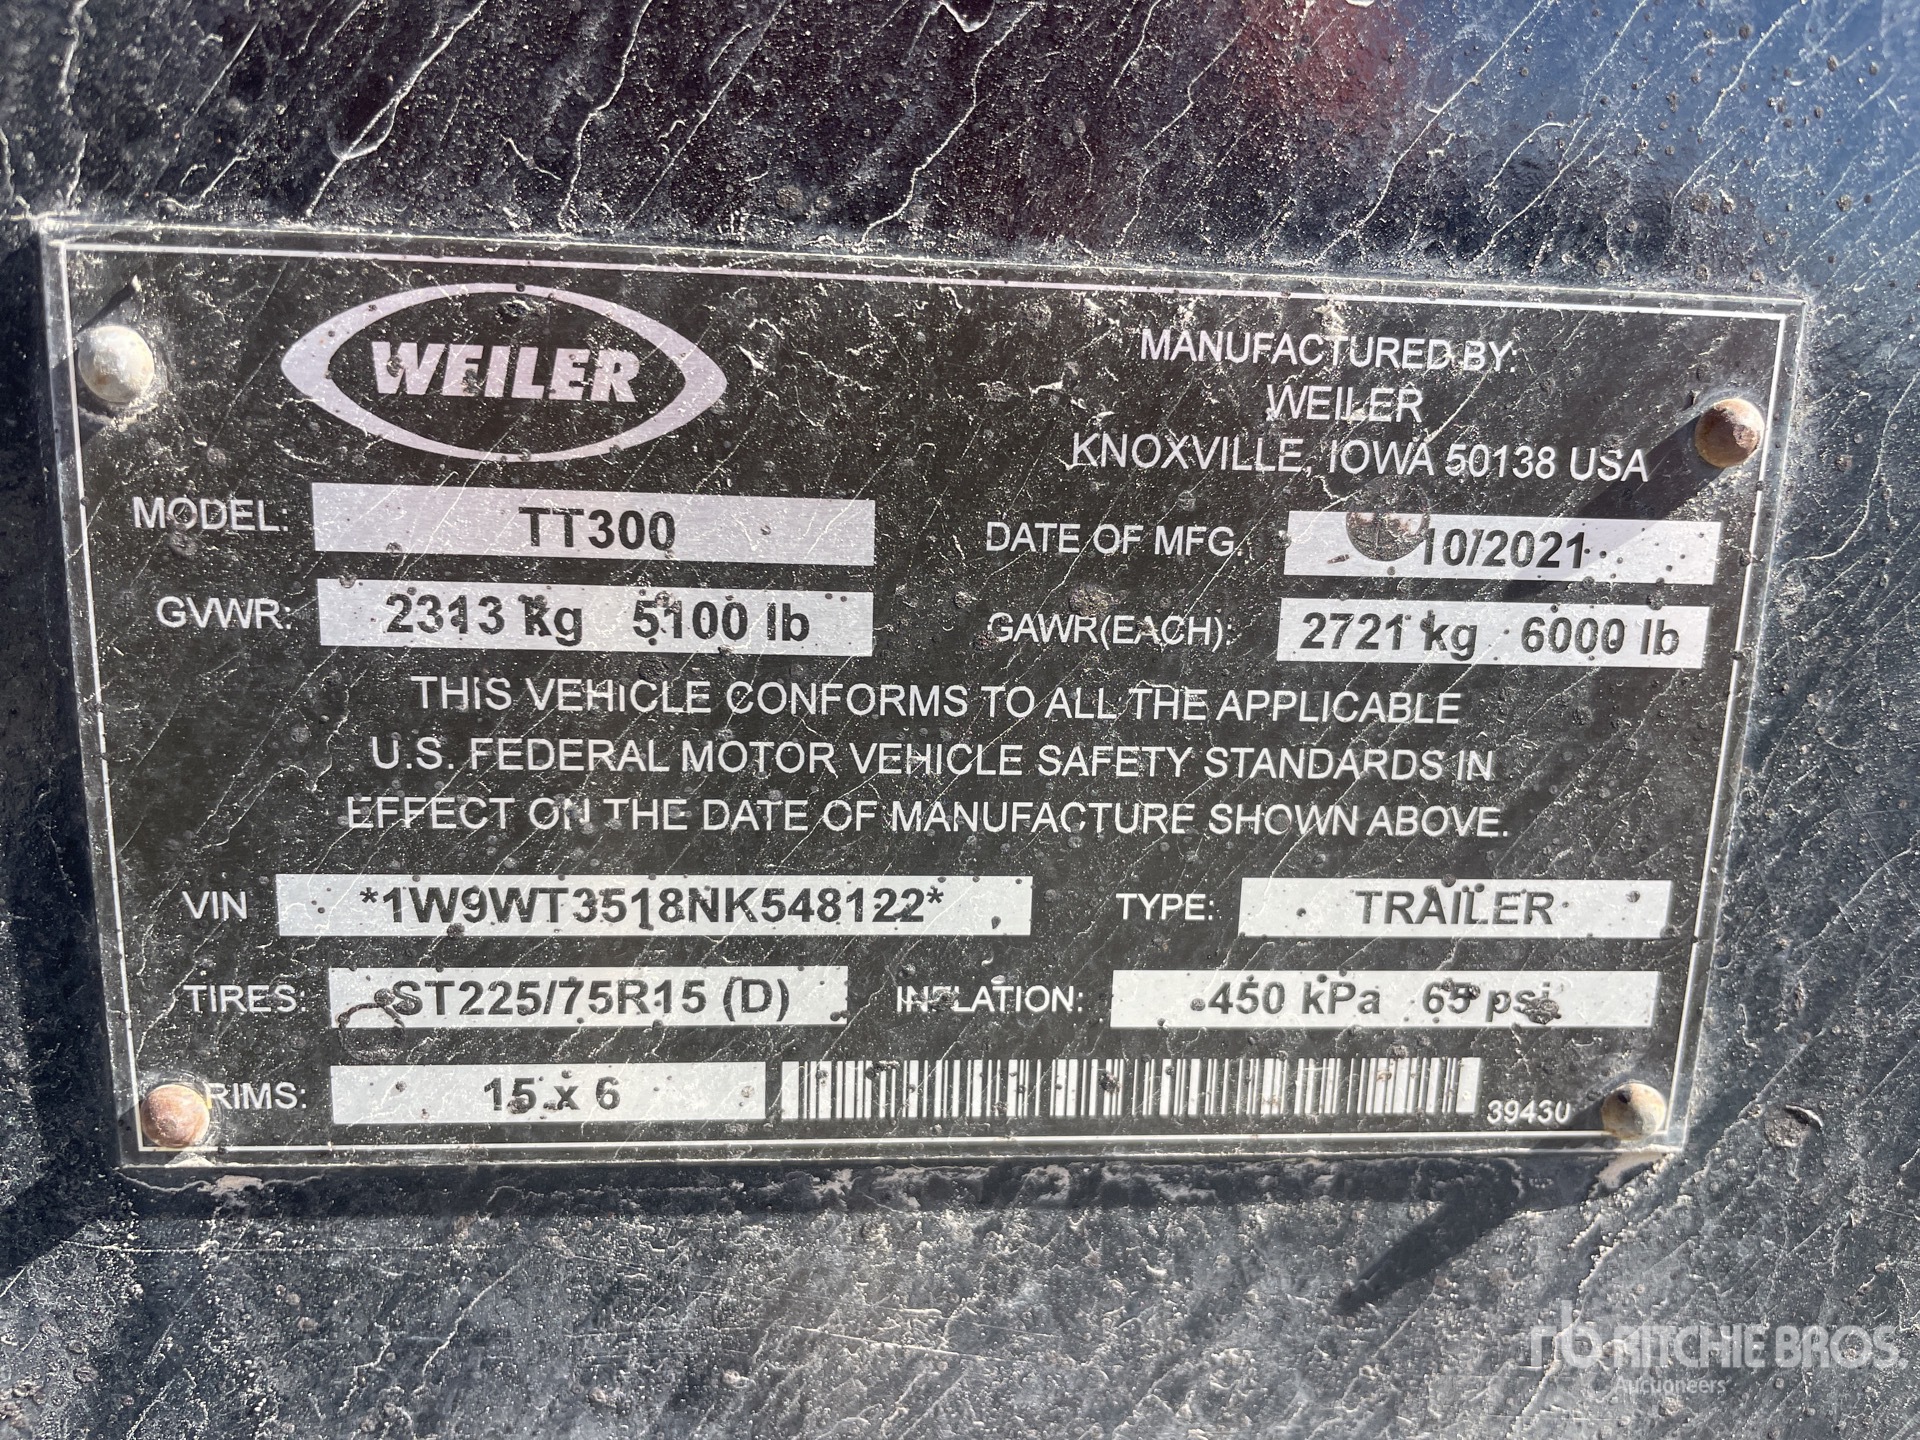 WEILER
MANUFACTURED BY:
WEILER
KNOXVILLE, IOWA 50138 USA
MODEL: TT300
DATE OF MFG. 10/2021
GVWR: 2313 kg 5100 lb
GAWR(EACH): 2721 kg 6000 lb
THIS VEHICLE CONFORMS TO ALL THE APPLICABLE
U.S. FEDERAL MOTOR VEHICLE SAFETY STANDARDS IN
EFFECT ON THE DATE OF MANUFACTURE SHOWN ABOVE.
VIN *1W9WT3518NK548122*
TYPE: TRAILER
TIRES: ST225/75R15 (D)
INFLATION: 450 kPa 65 psi
RIMS: 15 x 6
39430
rb RITCHIE BROS.
Auctioneers